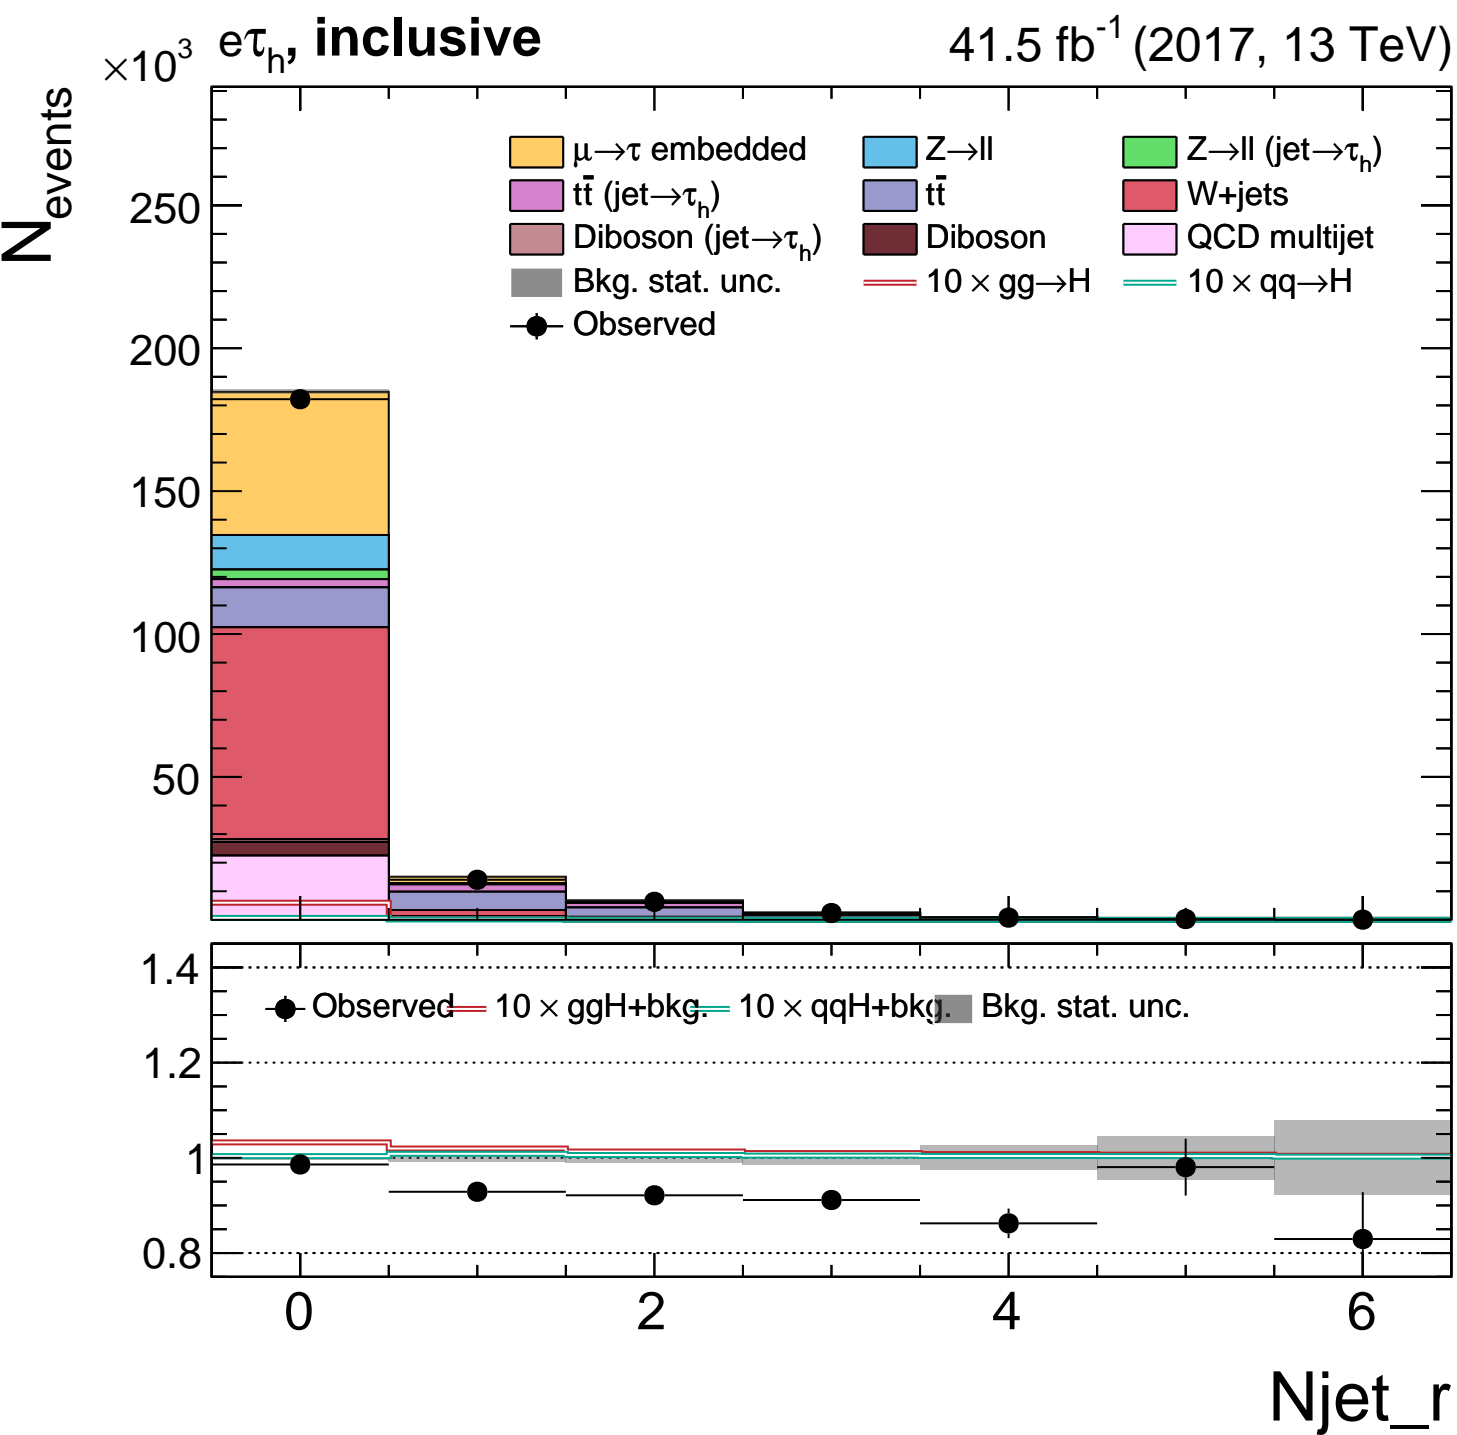 ×10³ eτₕ, inclusive 41.5 fb⁻¹ (2017, 13 TeV)
N_events
μ→τ embedded Z→ll Z→ll (jet→τₕ)
tt̄ (jet→τₕ) tt̄ W+jets
Diboson (jet→τₕ) Diboson QCD multijet
Bkg. stat. unc. 10 × gg→H 10 × qq→H
Observed
250
200
150
100
50
1.4
Observed 10 × ggH+bkg. 10 × qqH+bkg. Bkg. stat. unc.
1.2
1
0.8
0 2 4 6
Njet_r